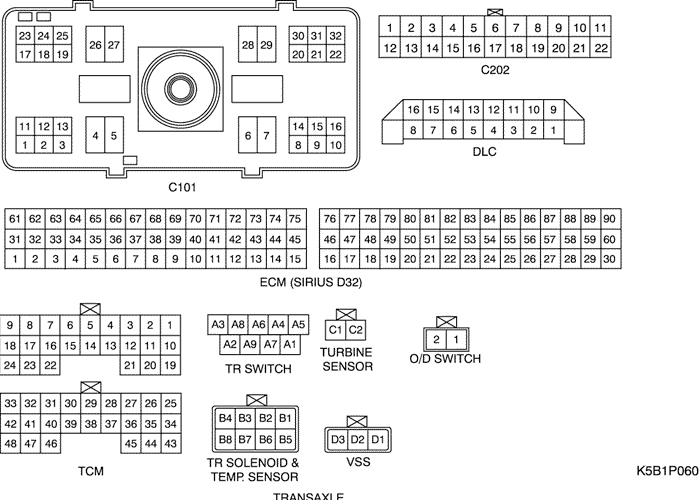 23 24 25 26 27 28 29 30 31 32
17 18 19 20 21 22
11 12 13 4 5 6 7 14 15 16
1 2 3 8 9 10
C101
1 2 3 4 5 6 7 8 9 10 11
12 13 14 15 16 17 18 19 20 21 22
C202
16 15 14 13 12 11 10 9
8 7 6 5 4 3 2 1
DLC
61 62 63 64 65 66 67 68 69 70 71 72 73 74 75 76 77 78 79 80 81 82 83 84 85 86 87 88 89 90
31 32 33 34 35 36 37 38 39 40 41 42 43 44 45 46 47 48 49 50 51 52 53 54 55 56 57 58 59 60
1 2 3 4 5 6 7 8 9 10 11 12 13 14 15 16 17 18 19 20 21 22 23 24 25 26 27 28 29 30
ECM (SIRIUS D32)
9 8 7 6 5 4 3 2 1
18 17 16 15 14 13 12 11 10
24 23 22 21 20 19
A3 A8 A6 A4 A5
A2 A9 A7 A1
TR SWITCH
C1 C2
TURBINE
SENSOR
2 1
O/D SWITCH
33 32 31 30 29 28 27 26 25
42 41 40 39 38 37 36 35 34
48 47 46 45 44 43
TCM
B4 B3 B2 B1
B8 B7 B6 B5
TR SOLENOID &
TEMP. SENSOR
D3 D2 D1
VSS
K5B1P060
TRANSAXLE